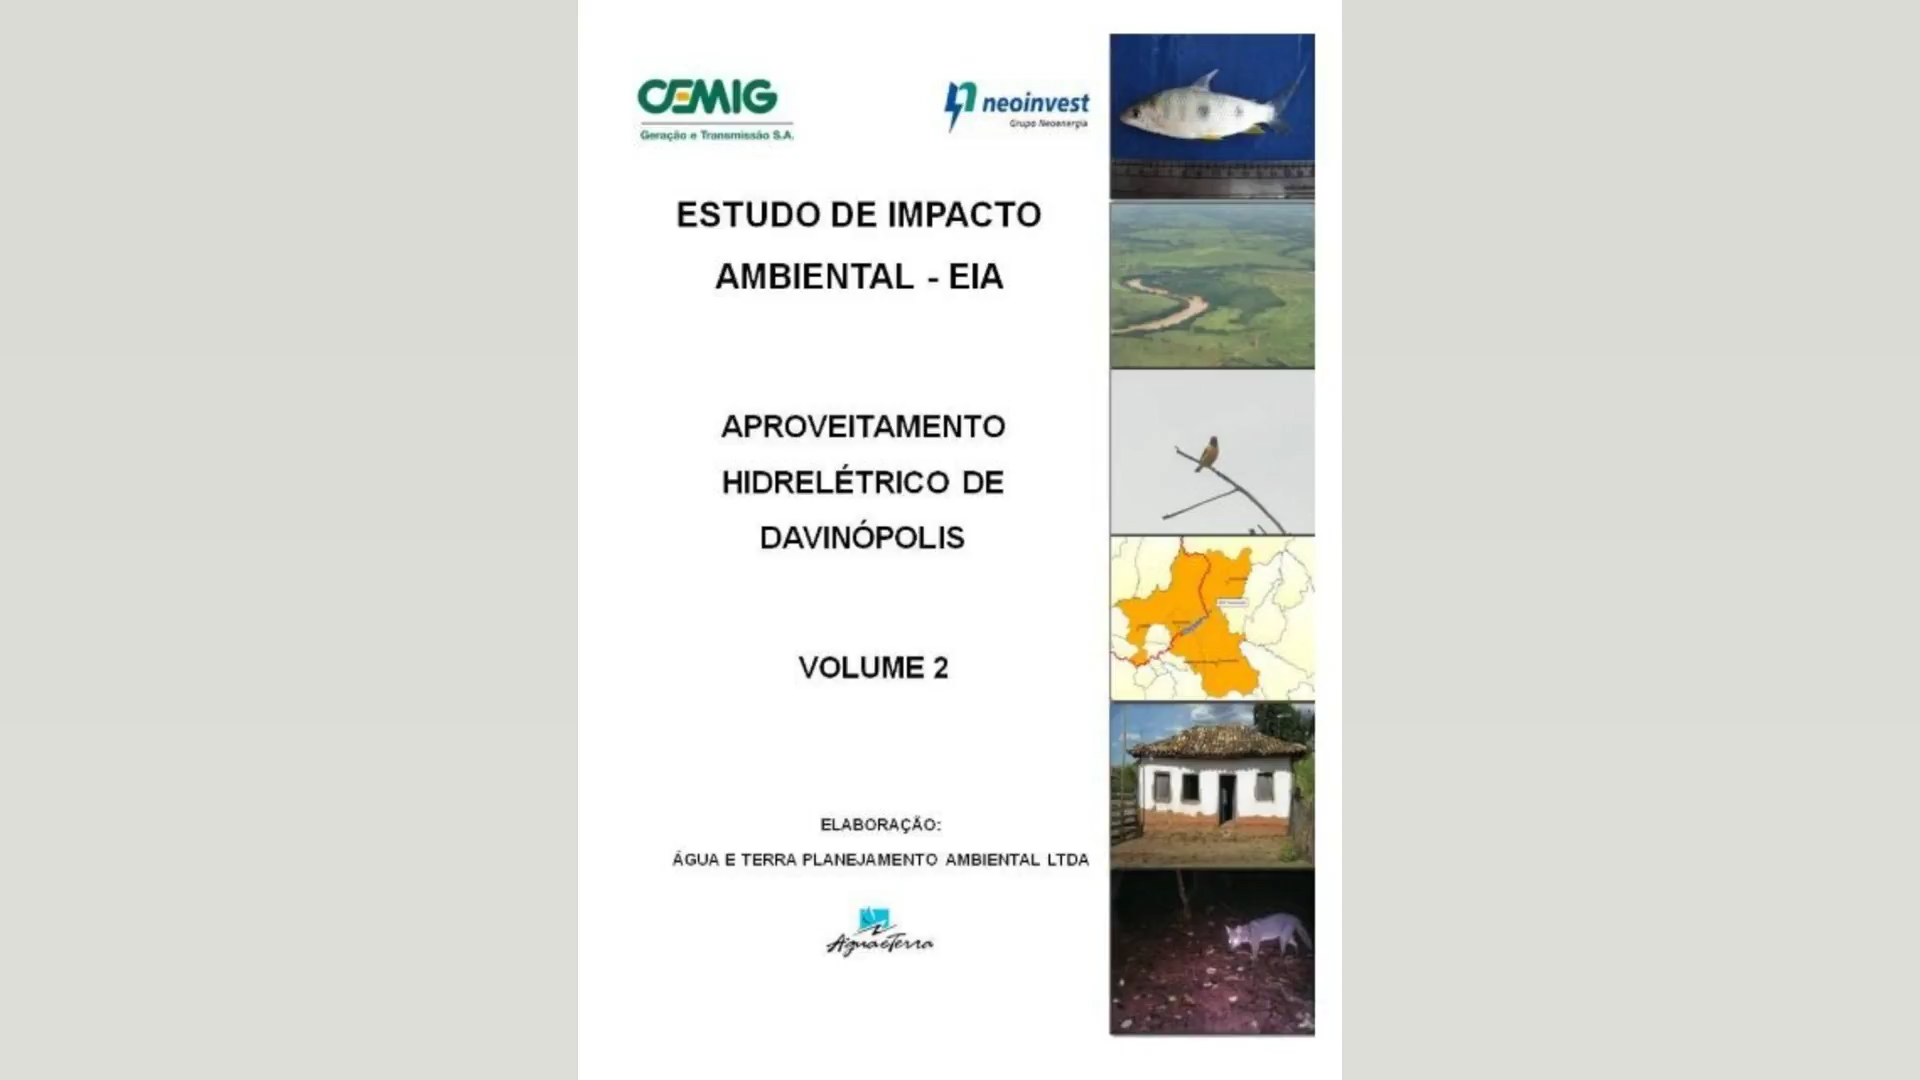 CEMIG
Geração e Transmissão S.A.
neoinvest
Grupo Neoenergia
ESTUDO DE IMPACTO
AMBIENTAL - EIA
APROVEITAMENTO
HIDRELÉTRICO DE
DAVINÓPOLIS
VOLUME 2
ELABORAÇÃO:
ÁGUA E TERRA PLANEJAMENTO AMBIENTAL LTDA
ÁguaeTerra